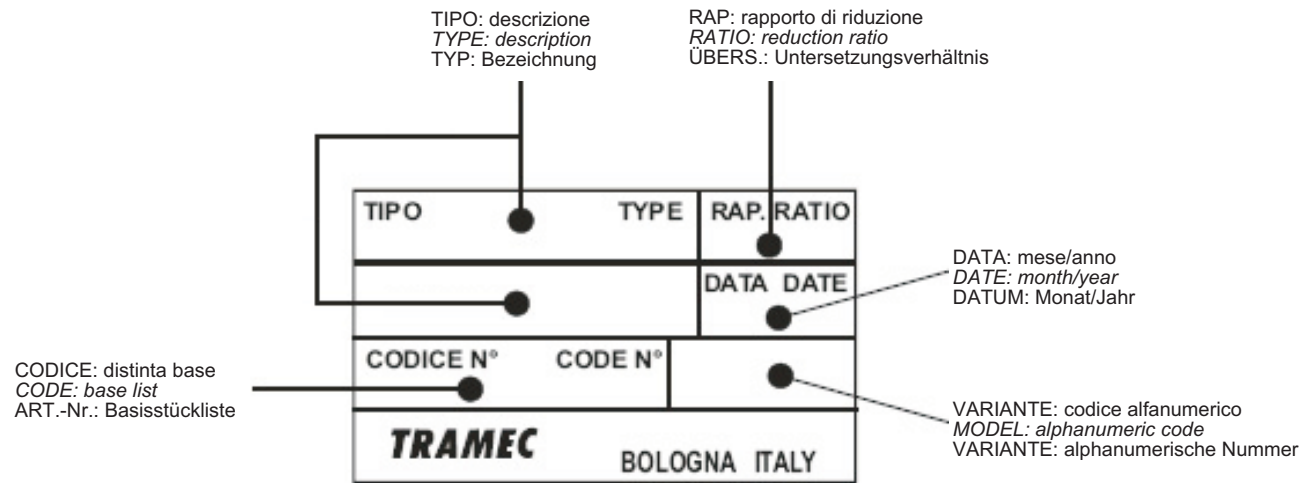 TIPO: descrizione
TYPE: description
TYP: Bezeichnung
RAP: rapporto di riduzione
RATIO: reduction ratio
ÜBERS.: Untersetzungsverhältnis
TIPO TYPE RAP. RATIO
DATA DATE
DATA: mese/anno
DATE: month/year
DATUM: Monat/Jahr
CODICE N° CODE N°
CODICE: distinta base
CODE: base list
ART.-Nr.: Basisstückliste
VARIANTE: codice alfanumerico
MODEL: alphanumeric code
VARIANTE: alphanumerische Nummer
TRAMEC BOLOGNA ITALY